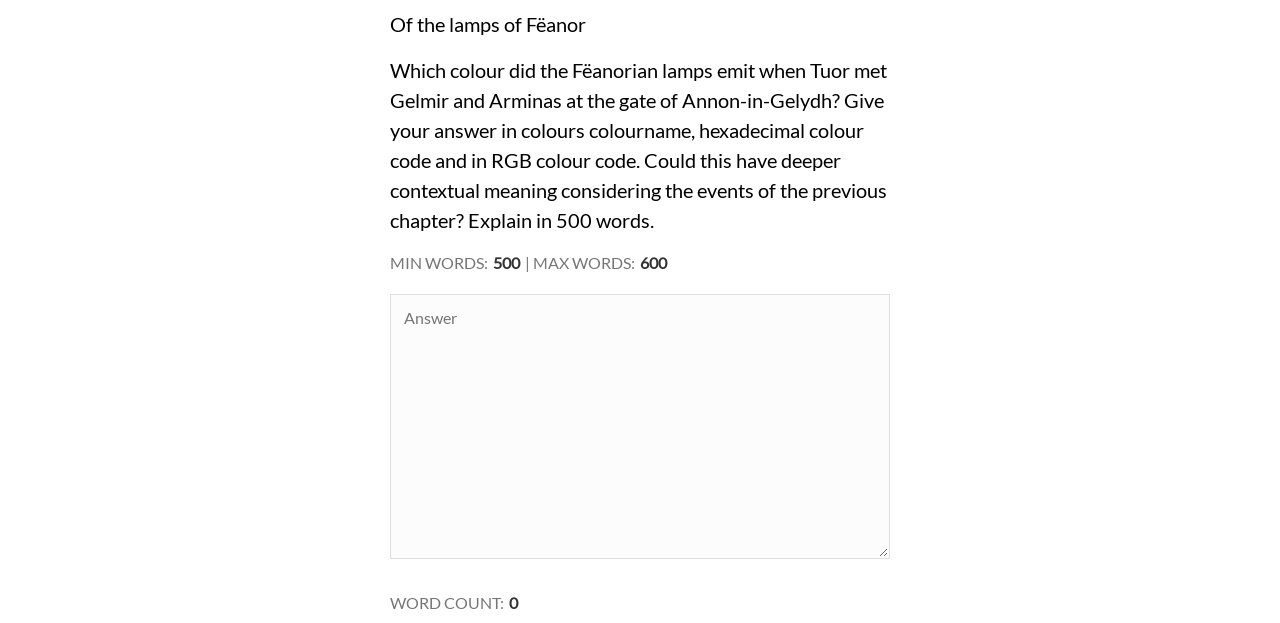 Of the lamps of Fëanor
Which colour did the Fëanorian lamps emit when Tuor met
Gelmir and Arminas at the gate of Annon-in-Gelydh? Give
your answer in colours colourname, hexadecimal colour
code and in RGB colour code. Could this have deeper
contextual meaning considering the events of the previous
chapter? Explain in 500 words.
MIN WORDS: 500 | MAX WORDS: 600
Answer
WORD COUNT: 0